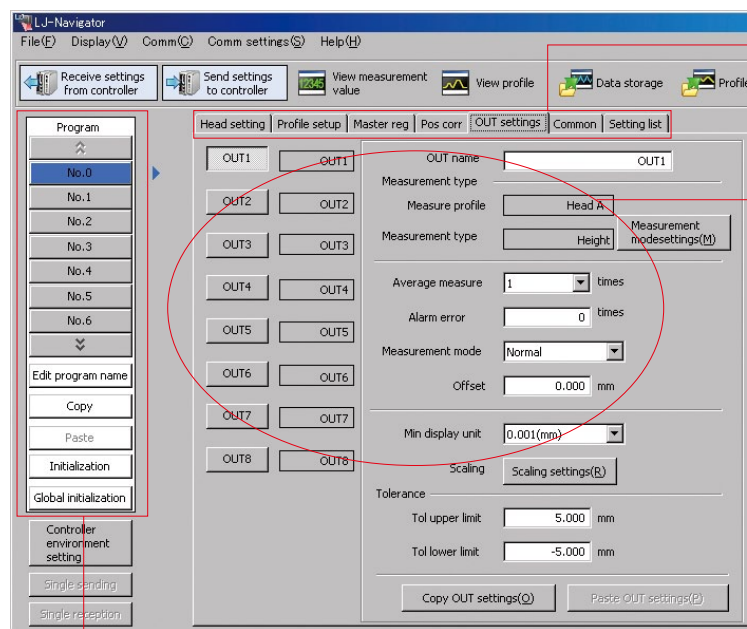 LJ-Navigator
File(F) Display(V) Comm(C) Comm settings(S) Help(H)
Receive settings
from controller
Send settings
to controller
12345
View measurement
value
View profile
Data storage
Profile
Program
No.0
No.1
No.2
No.3
No.4
No.5
No.6
Edit program name
Copy
Paste
Initialization
Global initialization
Controller
environment
setting
Single sending
Single reception
Head setting Profile setup Master reg Pos corr OUT settings Common Setting list
OUT1 OUT1
OUT2 OUT2
OUT3 OUT3
OUT4 OUT4
OUT5 OUT5
OUT6 OUT6
OUT7 OUT7
OUT8 OUT8
OUT name OUT1
Measurement type
Measure profile Head A
Measurement type Height
Measurement
modesettings(M)
Average measure 1 times
Alarm error 0 times
Measurement mode Normal
Offset 0.000 mm
Min display unit 0.001(mm)
Scaling Scaling settings(R)
Tolerance
Tol upper limit 5.000 mm
Tol lower limit -5.000 mm
Copy OUT settings(O) Paste OUT settings(P)